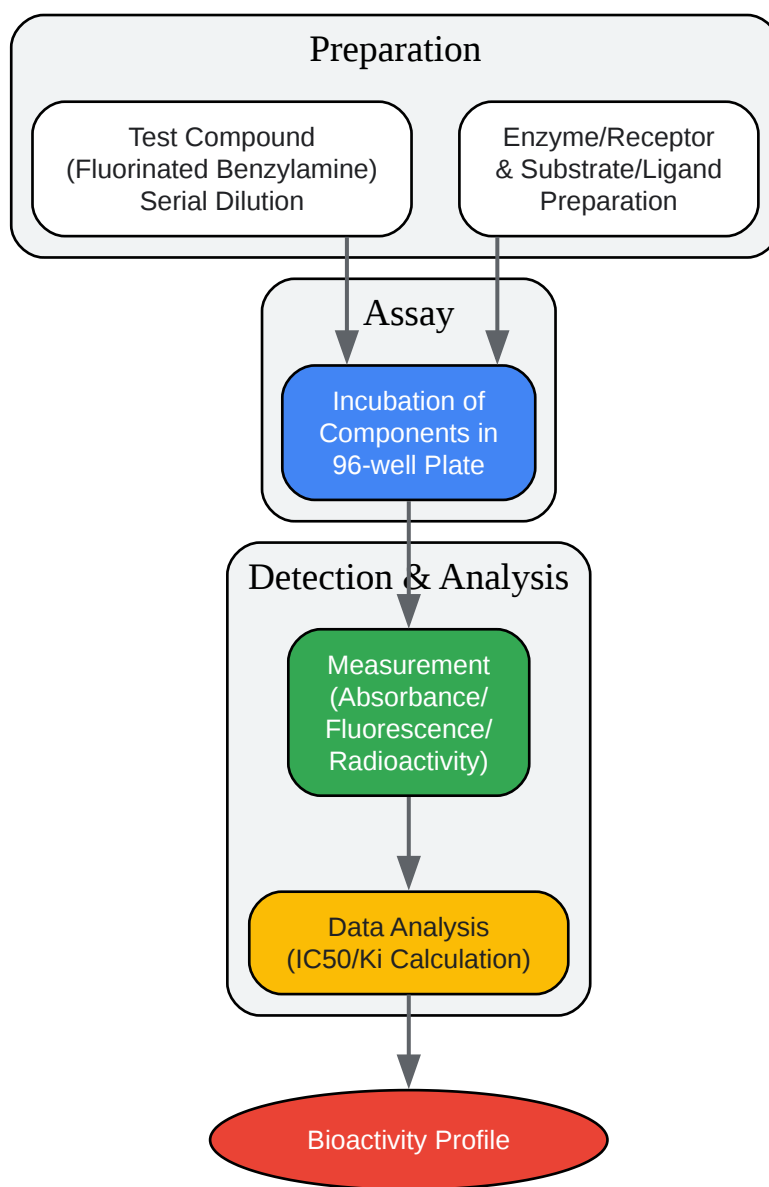 Preparation
Test Compound
(Fluorinated Benzylamine)
Serial Dilution
Enzyme/Receptor
& Substrate/Ligand
Preparation
Assay
Incubation of
Components in
96-well Plate
Detection & Analysis
Measurement
(Absorbance/
Fluorescence/
Radioactivity)
Data Analysis
(IC50/Ki Calculation)
Bioactivity Profile